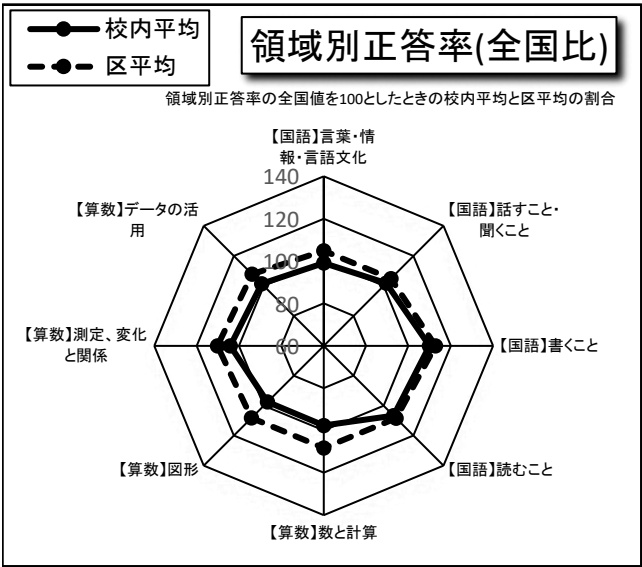 校内平均
区平均
領域別正答率(全国比)
領域別正答率の全国値を100としたときの校内平均と区平均の割合
【国語】言葉・情
報・言語文化
【国語】話すこと・
聞くこと
【国語】書くこと
【国語】読むこと
【算数】数と計算
【算数】図形
【算数】測定、変化
と関係
【算数】データの活
用
140
120
100
80
60